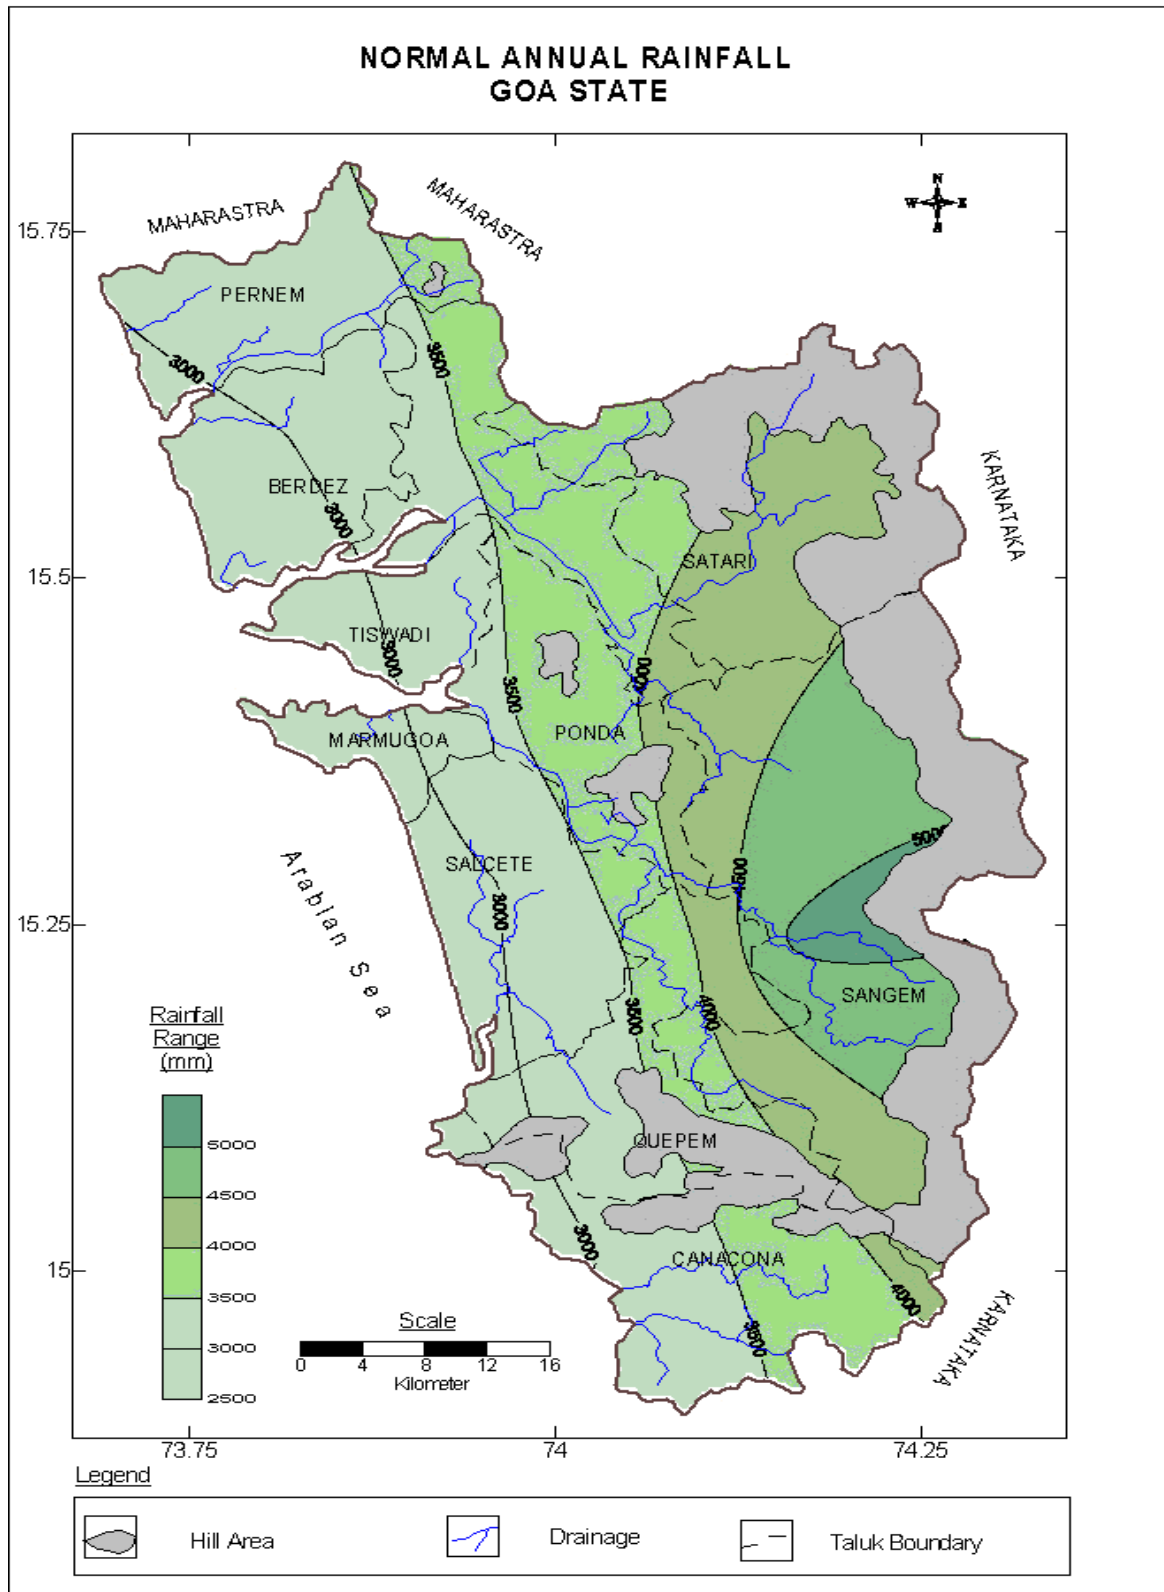 NORMAL ANNUAL RAINFALL
GOA STATE
MAHARASTRA
MAHARASTRA
N
W E
S
15.75
PERNEM
3000
3500
BERDEZ
3000
KARNATAKA
SATARI
15.5
TISWADI
3000
4000
3500
PONDA
MARMUGOA
5000
SALCETE
4500
Arabian Sea
3000
15.25
SANGEM
3500
4000
Rainfall
Range
(mm)
QUEPEM
5000
4500
4000
3500
3000
2500
3000
CANACONA
15
4000
3500
KARNATAKA
Scale
0 4 8 12 16
Kilometer
73.75 74 74.25
Legend
Hill Area
Drainage
Taluk Boundary